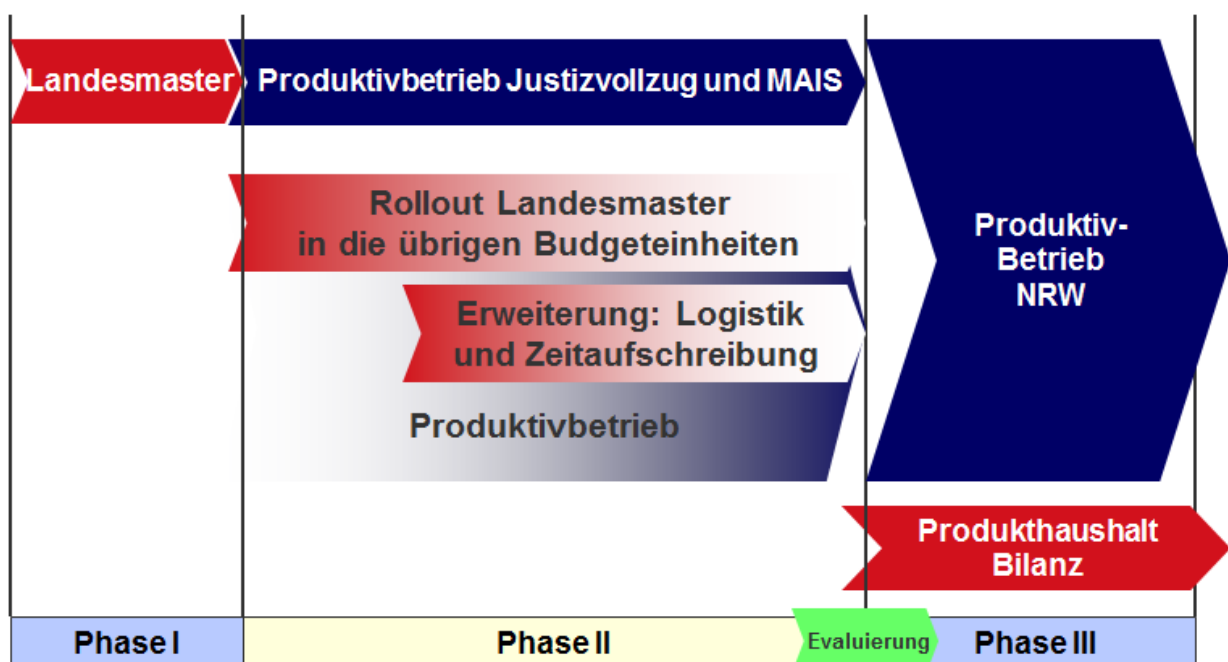 Landesmaster
Produktivbetrieb Justizvollzug und MAIS
Rollout Landesmaster
in die übrigen Budgeteinheiten
Erweiterung: Logistik
und Zeitaufschreibung
Produktivbetrieb
Produktiv-
Betrieb
NRW
Produkthaushalt
Bilanz
Phase I
Phase II
Evaluierung
Phase III